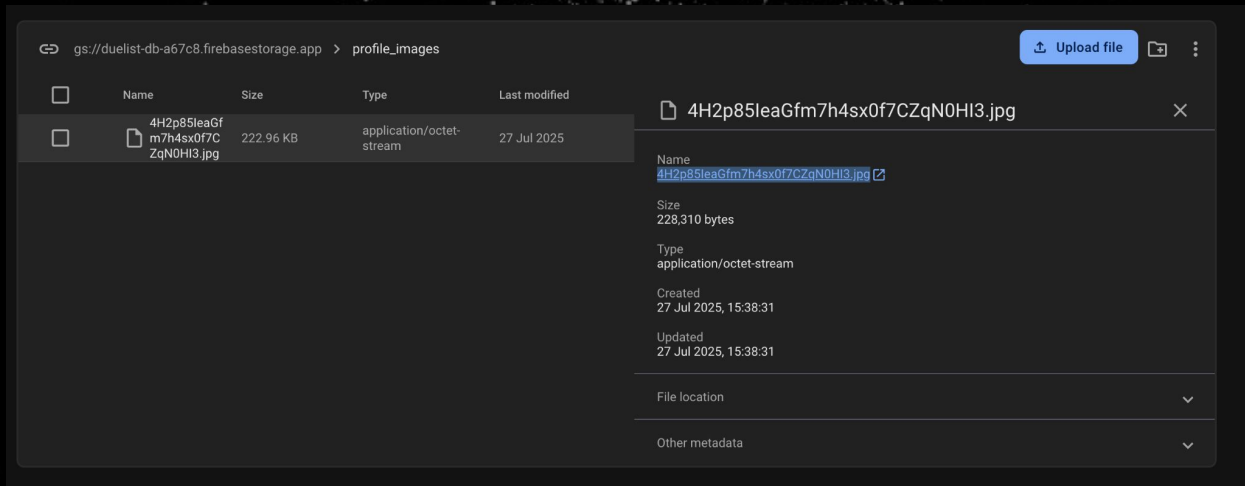 gs://duelist-db-a67c8.firebasestorage.app > profile_images
Upload file
Name Size Type Last modified
4H2p85IeaGf
m7h4sx0f7C
ZqN0HI3.jpg
222.96 KB
application/octet-
stream
27 Jul 2025
4H2p85IeaGfm7h4sx0f7CZqN0HI3.jpg
Name
4H2p85IeaGfm7h4sx0f7CZqN0HI3.jpg
Size
228,310 bytes
Type
application/octet-stream
Created
27 Jul 2025, 15:38:31
Updated
27 Jul 2025, 15:38:31
File location
Other metadata